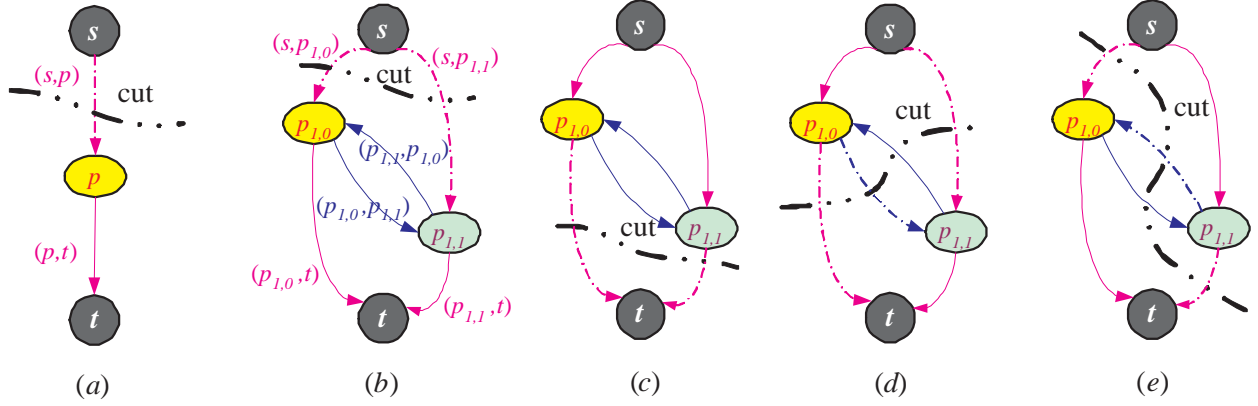 s
(s,p)
cut
p
(p,t)
t
(a)
s
(s,p1,0)
(s,p1,1)
cut
p1,0
(p1,1,p1,0)
(p1,0,p1,1)
p1,1
(p1,0,t)
(p1,1,t)
t
(b)
s
p1,0
p1,1
cut
t
(c)
s
cut
p1,0
p1,1
t
(d)
s
cut
p1,0
p1,1
t
(e)